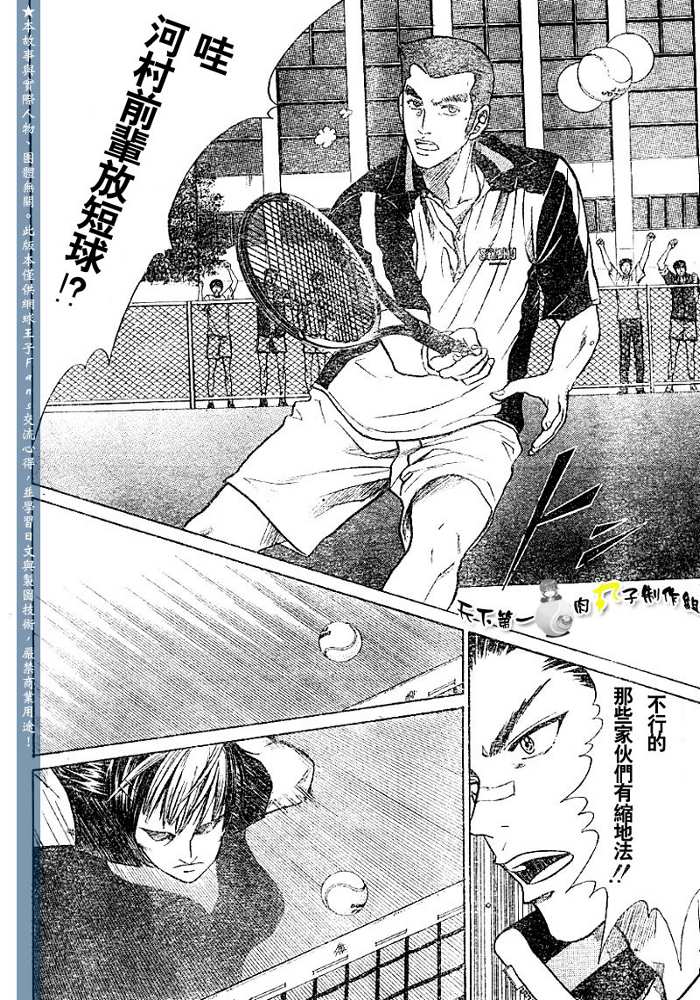 哇
河村前輩放短球!?
不行的
那些家伙們有縮地法!!
天下第一
肉丸子制作組
★本故事與實際人物、團體無關。此版本僅供網球王子Fans交流心得，並學習日文與製圖技術，嚴禁商業用途！